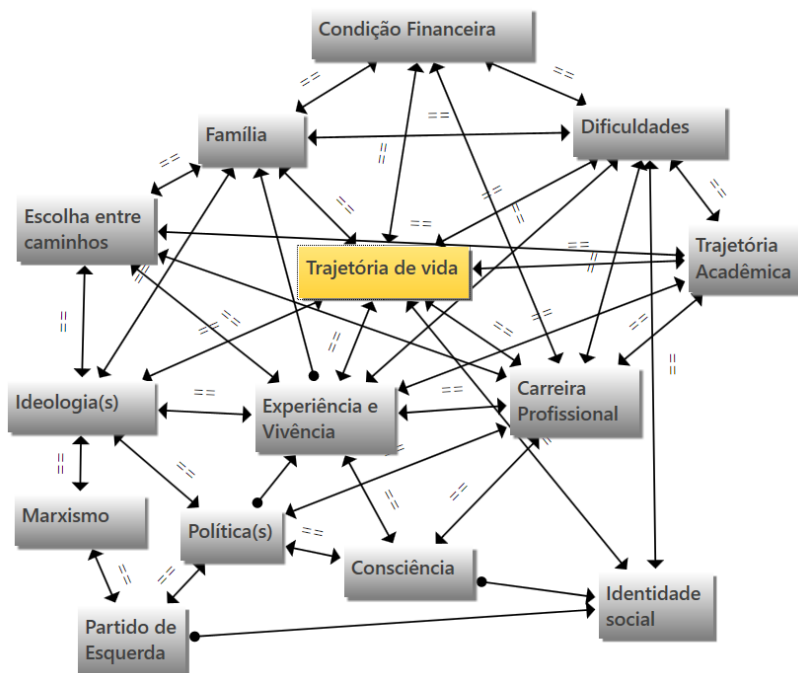 Condição Financeira
==
==
Família
==
Dificuldades
==
==
==
==
Escolha entre
caminhos
==
==
==
Trajetória
Acadêmica
Trajetória de vida
==
==
==
==
==
==
==
==
==
==
Ideologia(s)
==
Experiência e
Vivência
==
Carreira
Profissional
==
==
==
==
==
==
==
Marxismo
Política(s)
==
Consciência
==
==
Identidade
social
Partido de
Esquerda